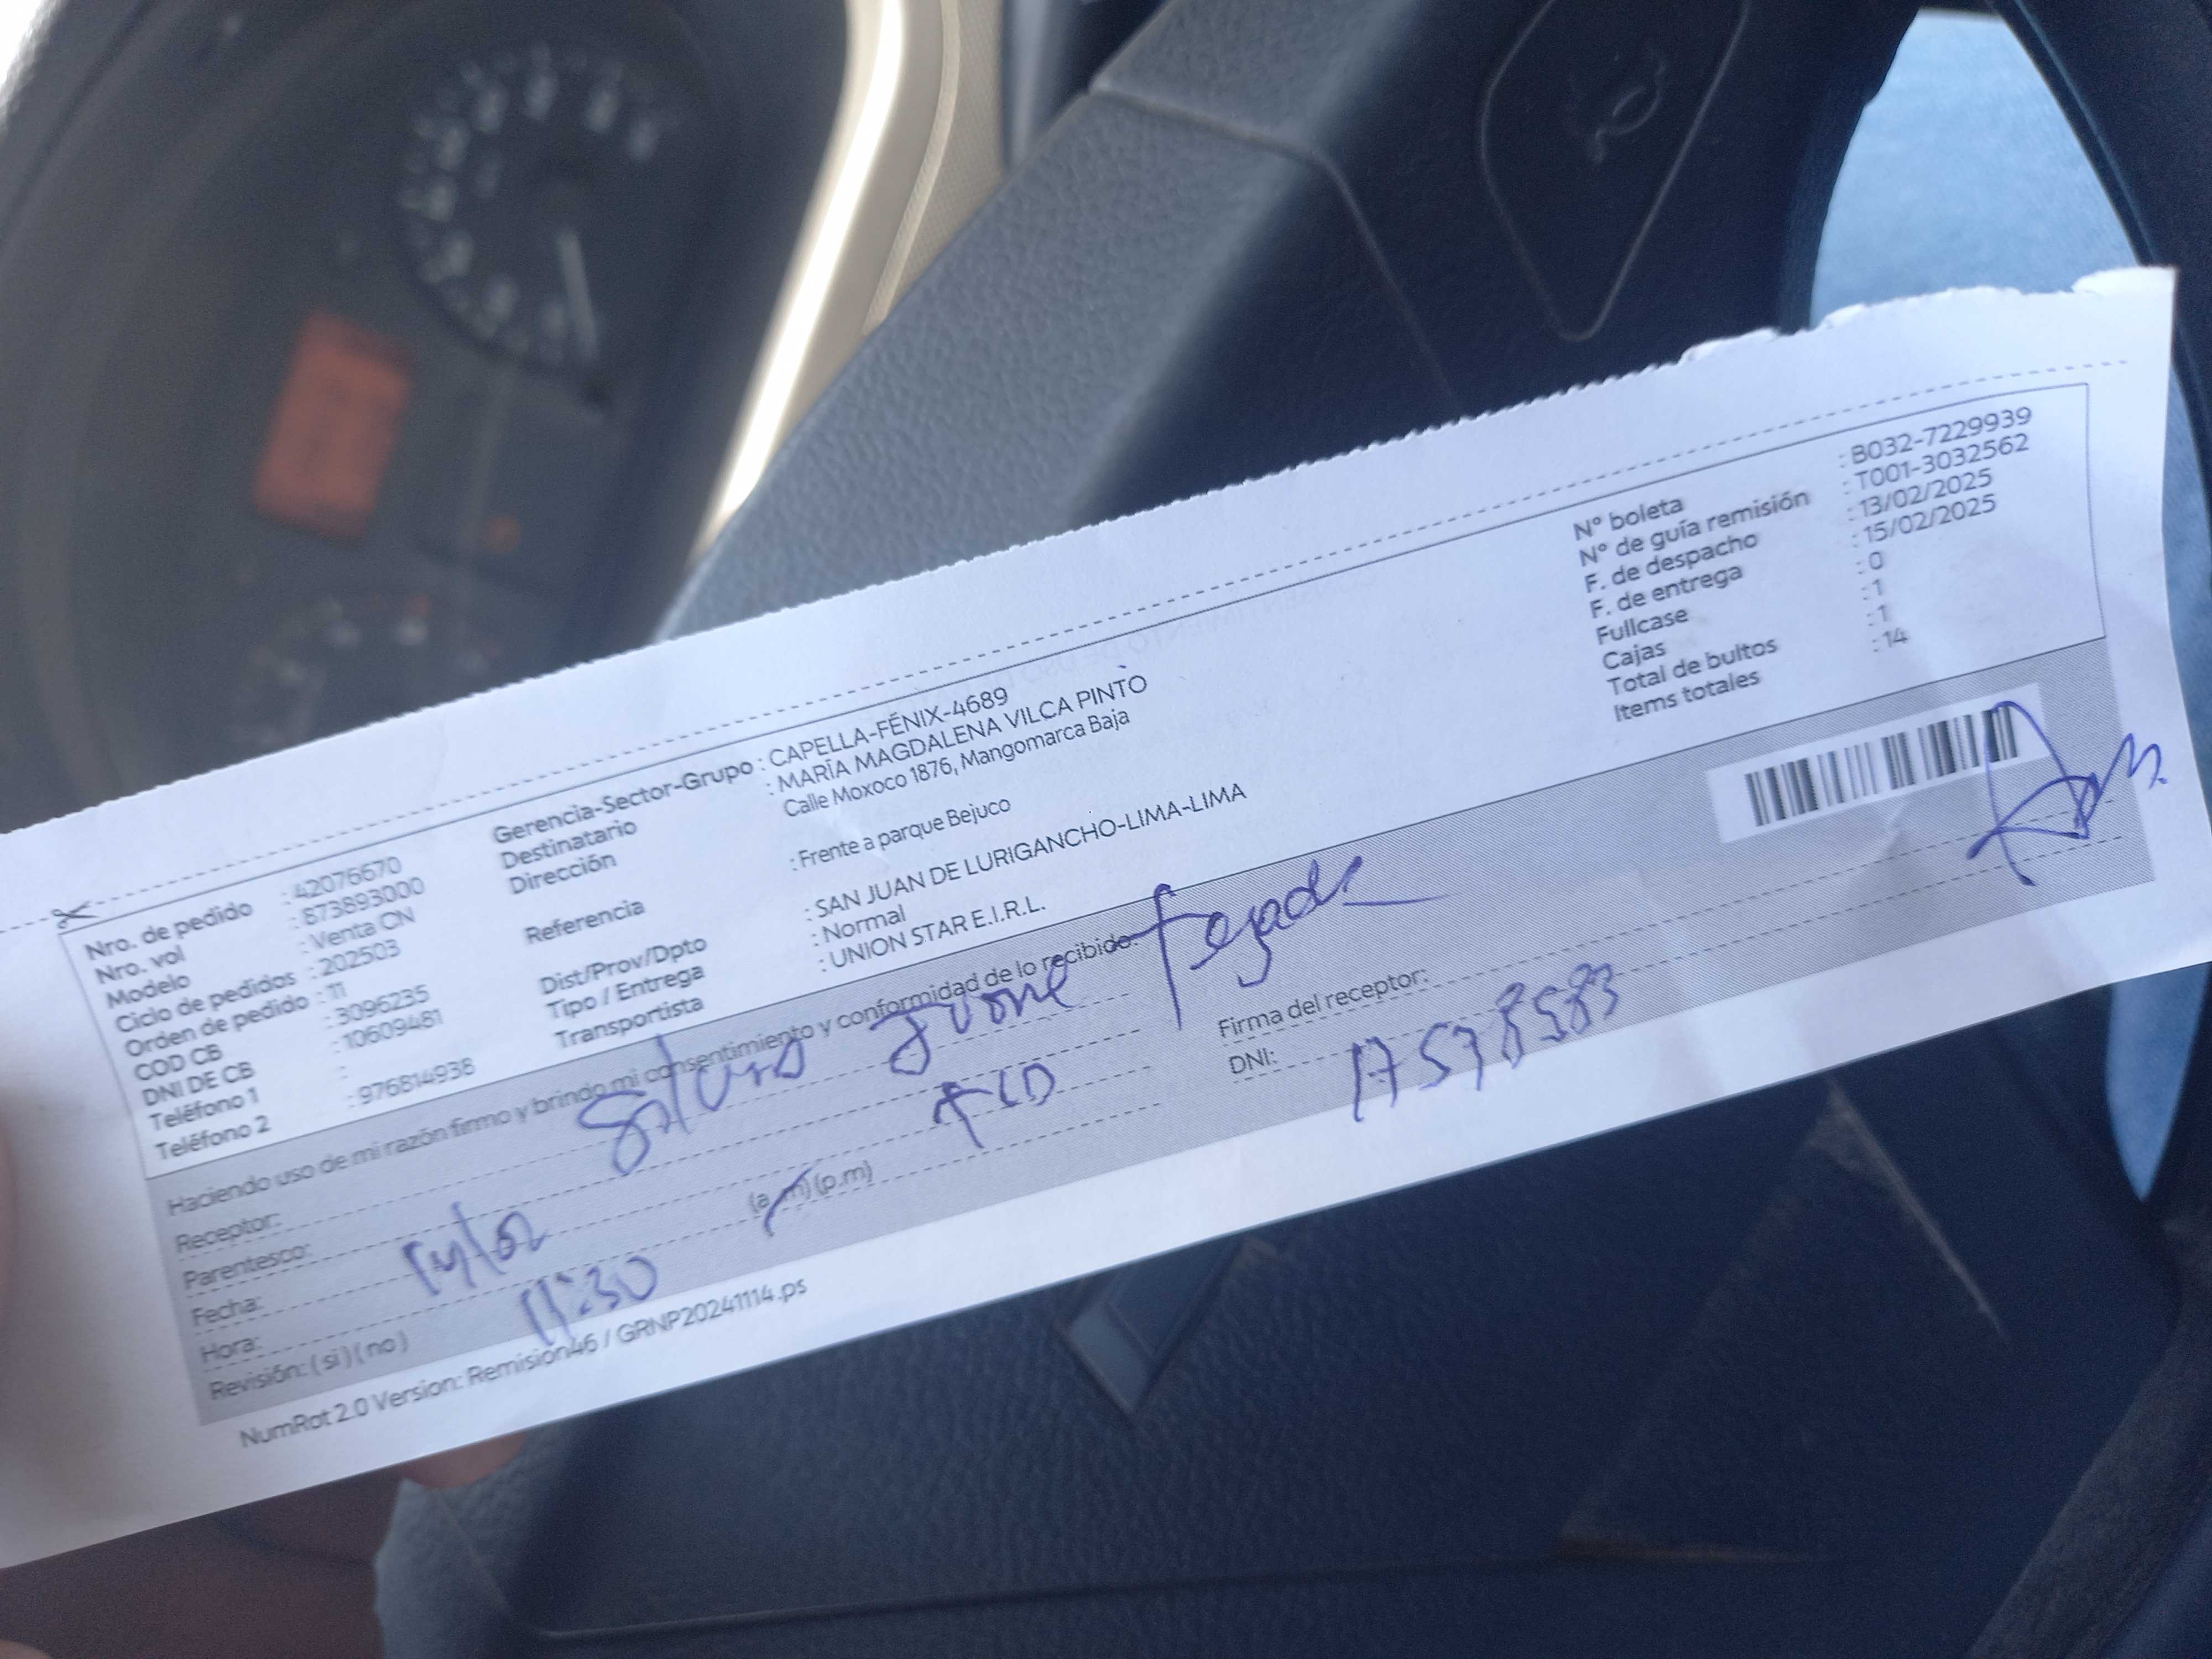 Nro. de pedido : 42076670
Nro. vol : 873893000
Modelo : Venta CN
Ciclo de pedidos : 202503
Orden de pedido : 11
COD CB : 3096235
DNI DE CB : 10609481
Teléfono 1 :
Teléfono 2 : 976814938
Gerencia-Sector-Grupo : CAPELLA-FÉNIX-4689
Destinatario : MARÍA MAGDALENA VILCA PINTO
Dirección Calle Moxoco 1876, Mangomarca Baja
Referencia : Frente a parque Bejuco
Dist/Prov/Dpto : SAN JUAN DE LURIGANCHO-LIMA-LIMA
Tipo / Entrega : Normal
Transportista : UNION STAR E.I.R.L.
N° boleta : B032-7229939
N° de guía remisión : T001-3032562
F. de despacho : 13/02/2025
F. de entrega : 15/02/2025
Fullcase : 0
Cajas : 1
Total de bultos : 1
Items totales : 14
Haciendo uso de mi razón firmo y brindo mi consentimiento y conformidad de lo recibido.
Receptor:
Parentesco:
Fecha:
Hora: 11:30 (a.m) (p.m)
Revisión: ( si ) ( no )
Firma del receptor:
DNI:
NumRot 2.0 Version: Remisión46 / GRNP20241114.ps